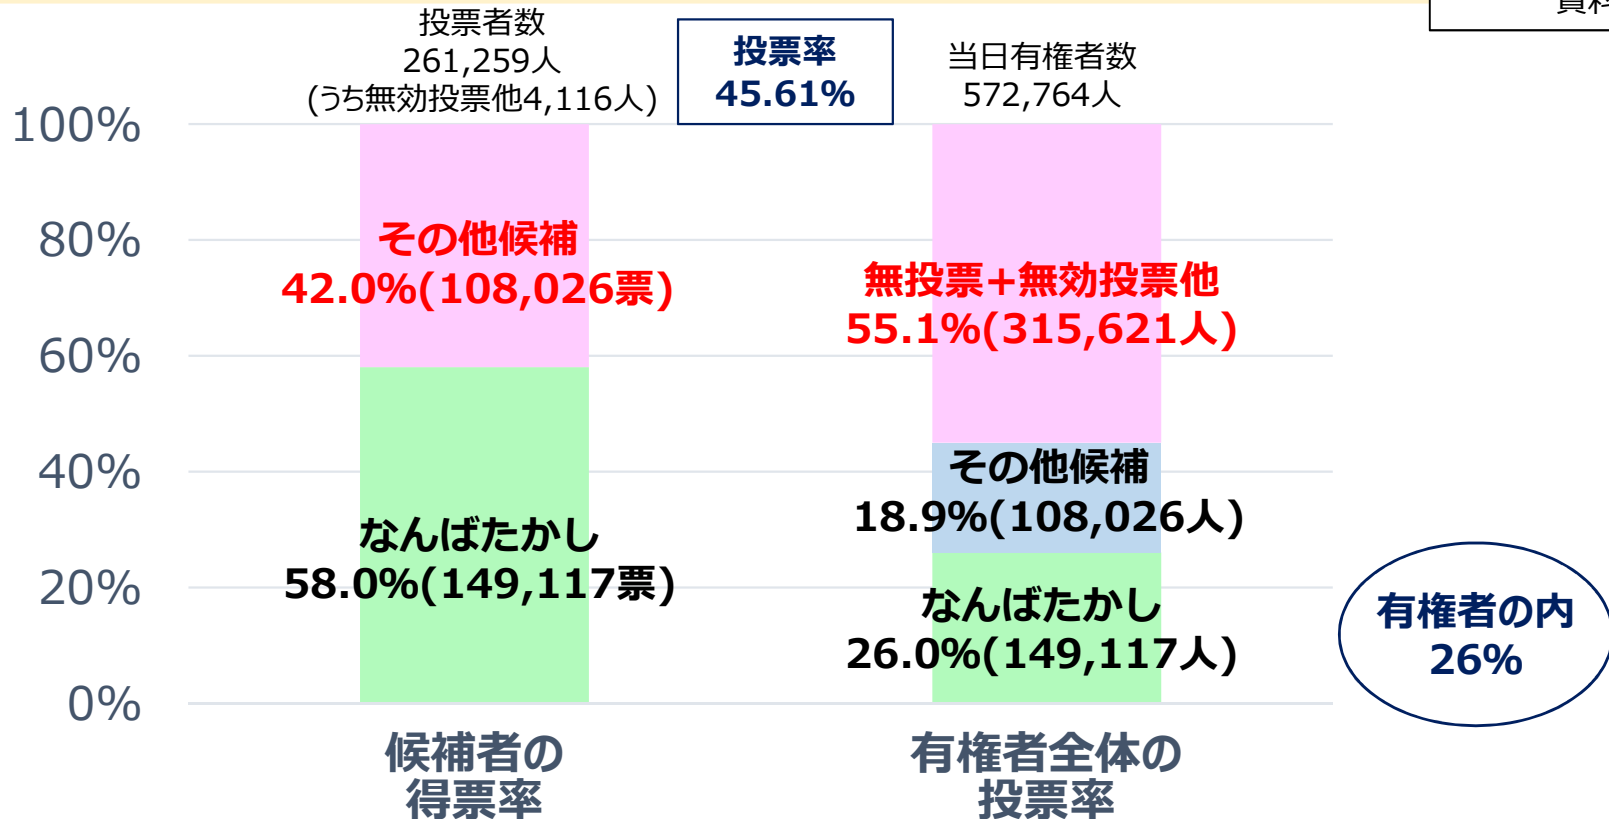 資料
投票者数
261,259人
(うち無効投票他4,116人)
投票率
45.61%
当日有権者数
572,764人
100%
80%
60%
40%
20%
0%
その他候補
42.0%(108,026票)
なんばたかし
58.0%(149,117票)
無投票+無効投票他
55.1%(315,621人)
その他候補
18.9%(108,026人)
なんばたかし
26.0%(149,117人)
有権者の内
26%
候補者の
得票率
有権者全体の
投票率